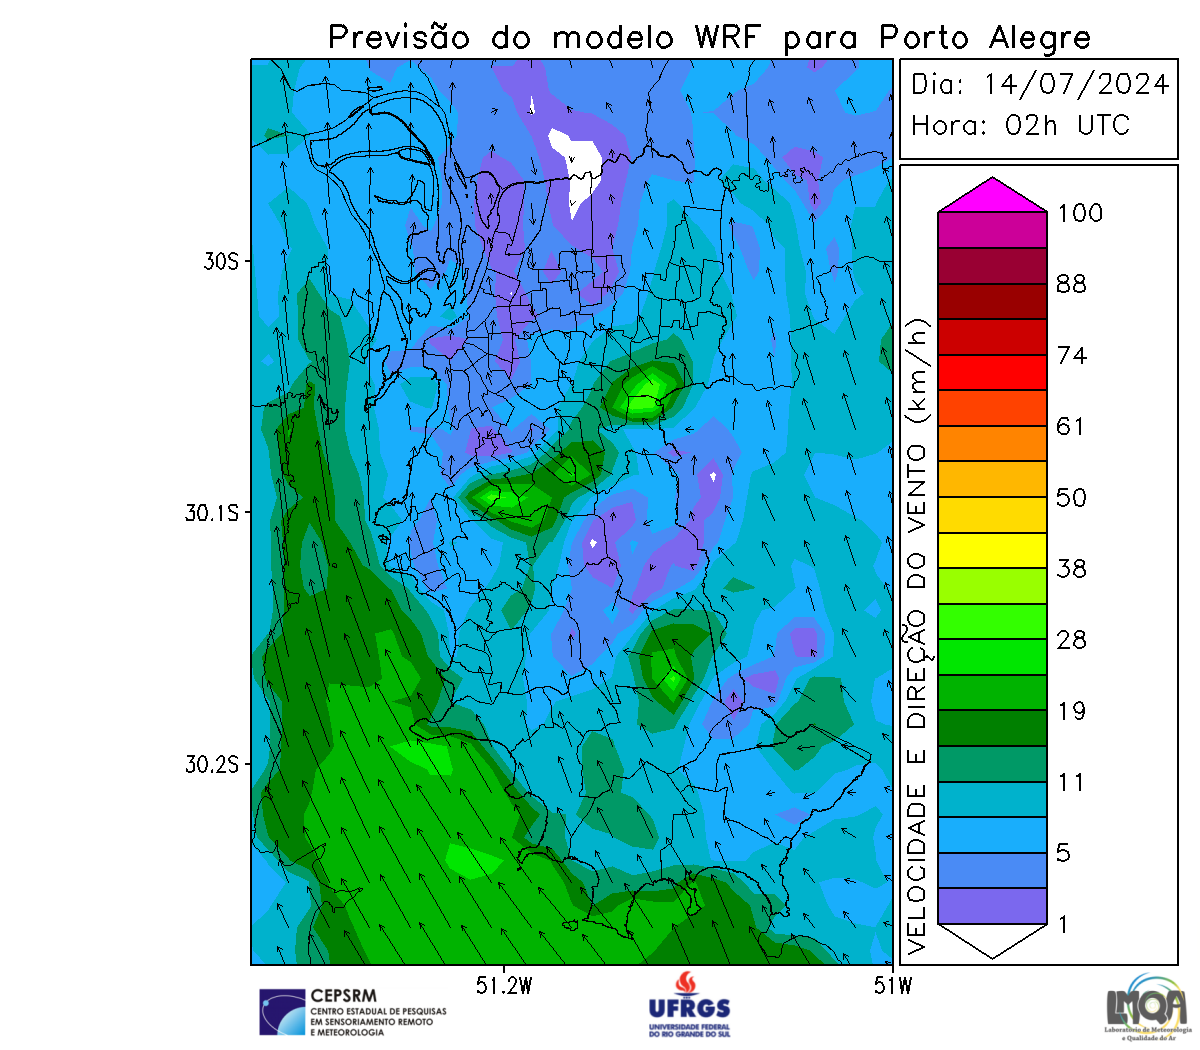 Previsão do modelo WRF para Porto Alegre
Dia: 14/07/2024
Hora: 02h UTC
30S
30.1S
30.2S
51.2W
51W
VELOCIDADE E DIREÇÃO DO VENTO (km/h)
100
88
74
61
50
38
28
19
11
5
1
CEPSRM
CENTRO ESTADUAL DE PESQUISAS
EM SENSORIAMENTO REMOTO
E METEOROLOGIA
UFRGS
UNIVERSIDADE FEDERAL
DO RIO GRANDE DO SUL
LMQA
Laboratório de Meteorologia
e Qualidade do Ar